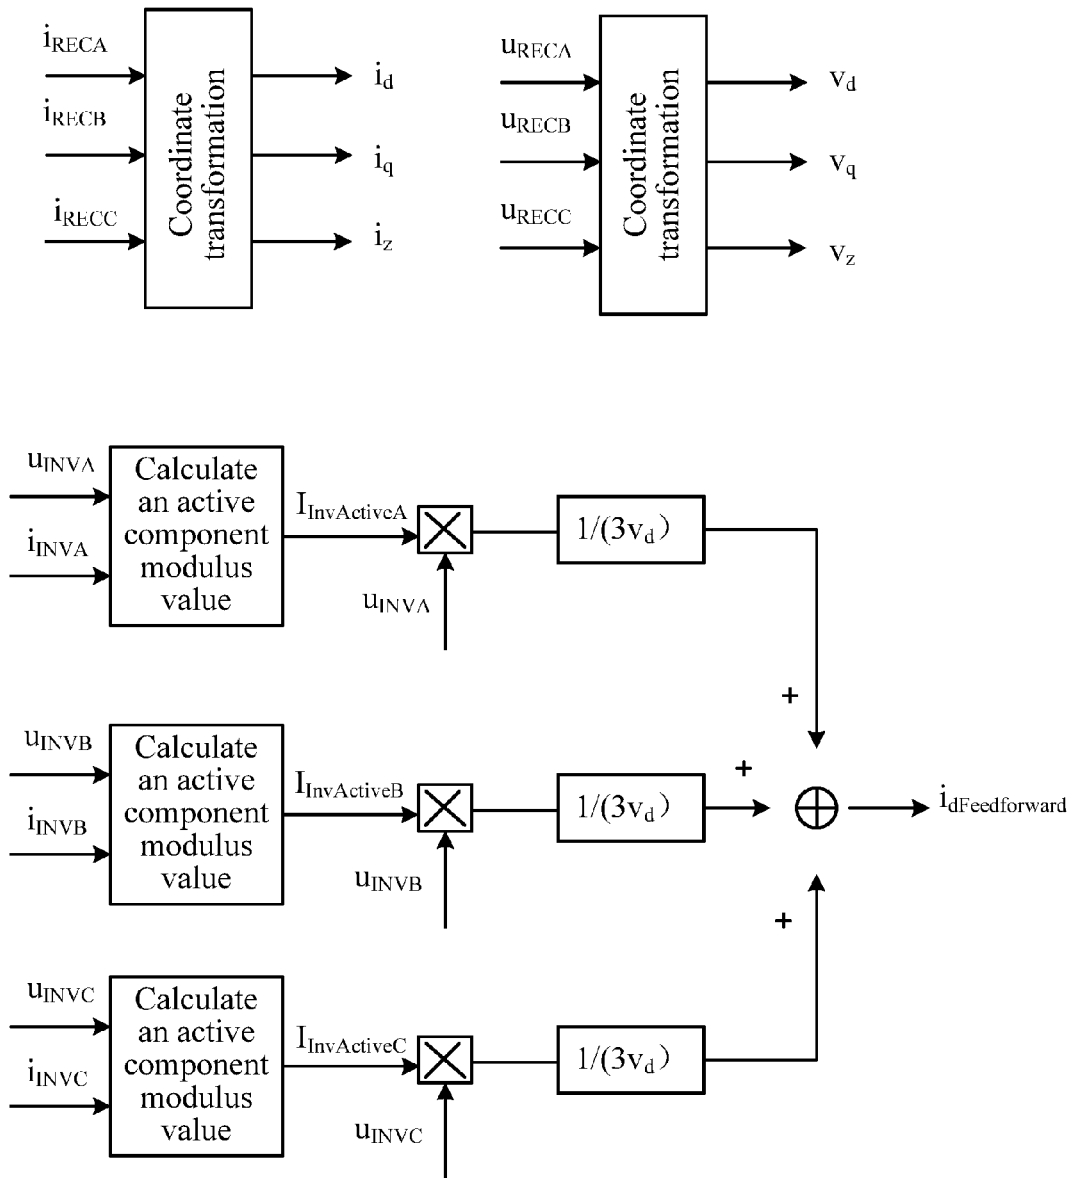 i_RECA
i_RECB
i_RECC
Coordinate
transformation
i_d
i_q
i_z
u_RECA
u_RECB
u_RECC
Coordinate
transformation
v_d
v_q
v_z
u_INVA
i_INVA
Calculate
an active
component
modulus
value
I_InvActiveA
u_INVA
1/(3v_d）
+
u_INVB
i_INVB
Calculate
an active
component
modulus
value
I_InvActiveB
u_INVB
1/(3v_d）
+
i_dFeedforward
u_INVC
i_INVC
Calculate
an active
component
modulus
value
I_InvActiveC
u_INVC
1/(3v_d）
+